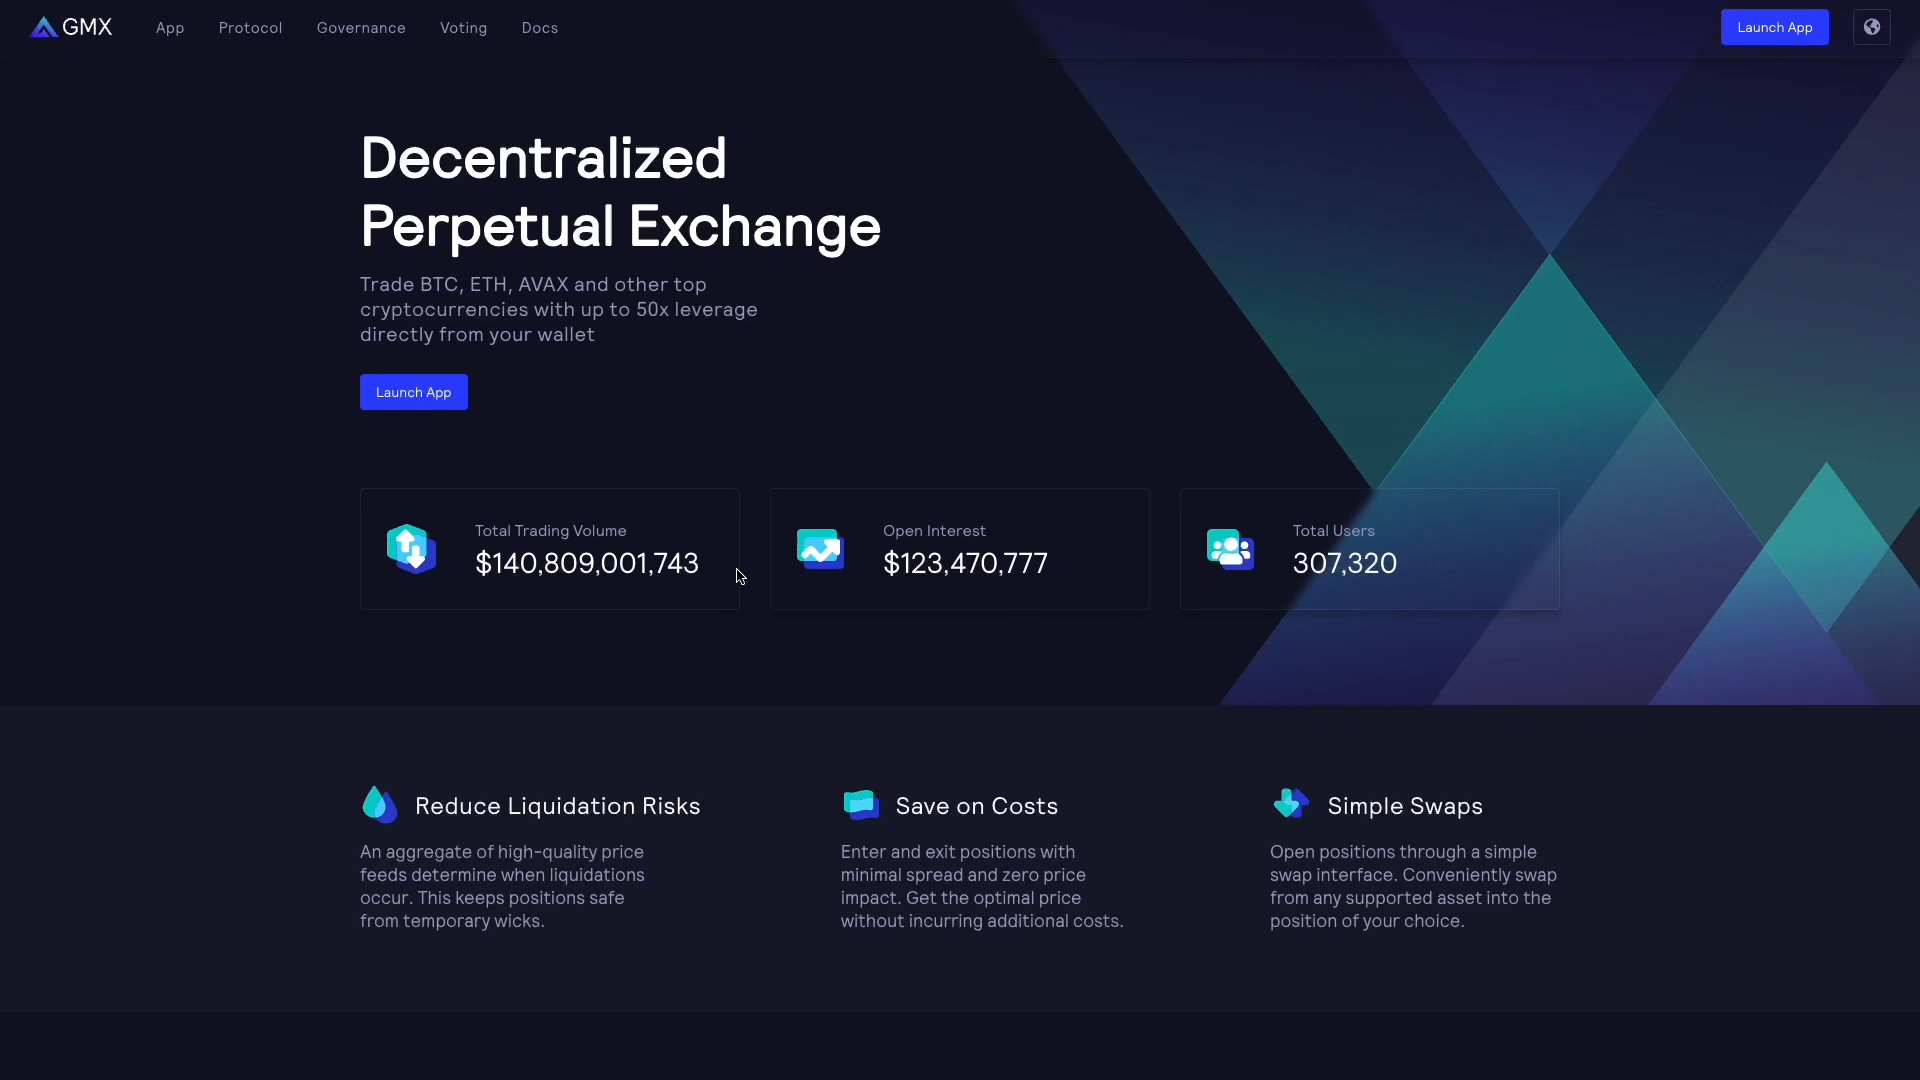 GMX
App
Protocol
Governance
Voting
Docs
Launch App
Decentralized
Perpetual Exchange
Trade BTC, ETH, AVAX and other top
cryptocurrencies with up to 50x leverage
directly from your wallet
Launch App
Total Trading Volume
$140,809,001,743
Open Interest
$123,470,777
Total Users
307,320
Reduce Liquidation Risks
An aggregate of high-quality price
feeds determine when liquidations
occur. This keeps positions safe
from temporary wicks.
Save on Costs
Enter and exit positions with
minimal spread and zero price
impact. Get the optimal price
without incurring additional costs.
Simple Swaps
Open positions through a simple
swap interface. Conveniently swap
from any supported asset into the
position of your choice.